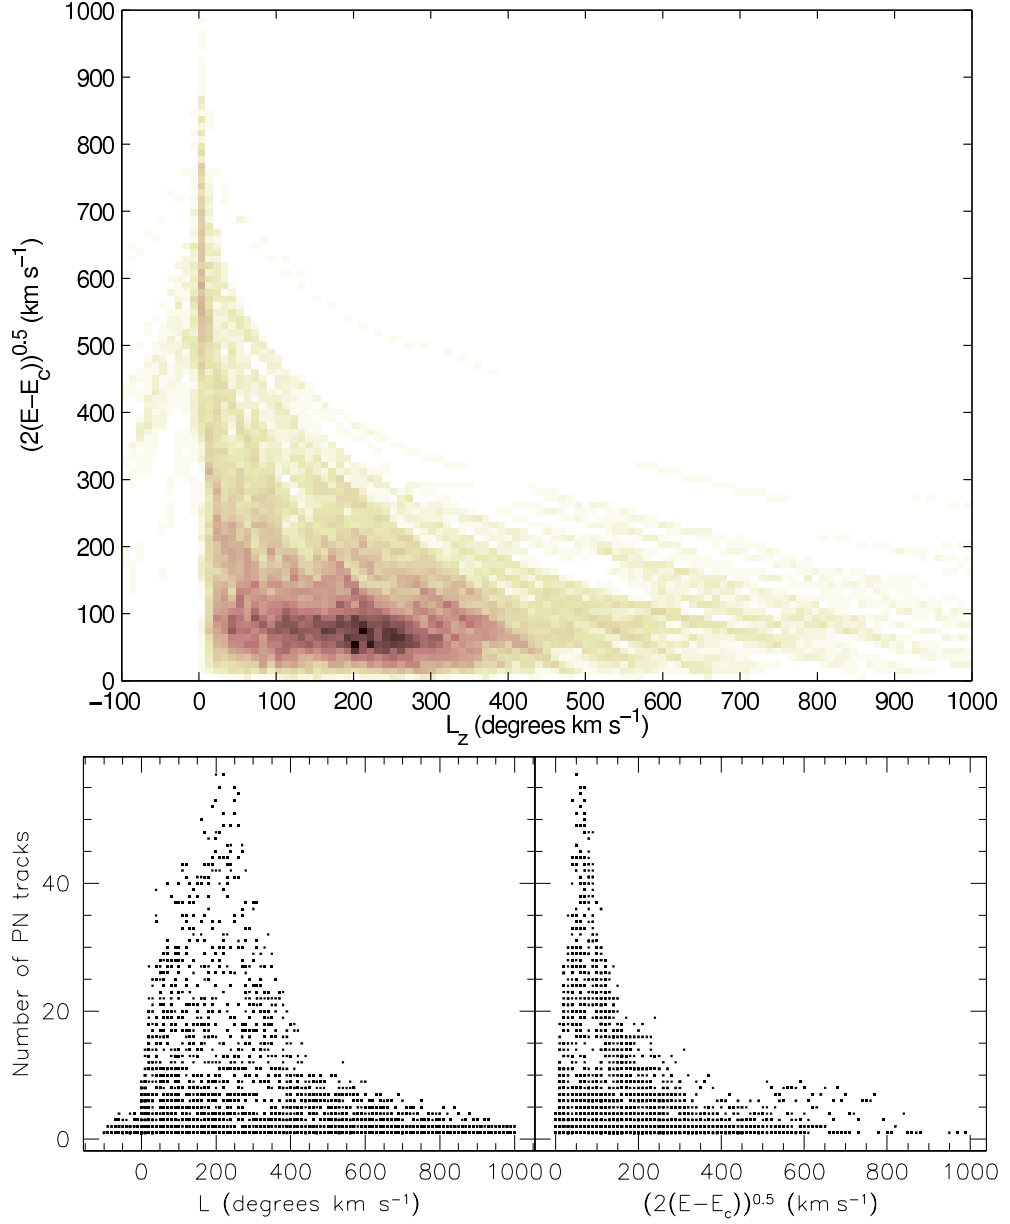 1000
900
800
700
600
500
400
300
200
100
0
(2(E−E_c))^0.5 (km s^−1)
−100 0 100 200 300 400 500 600 700 800 900 1000
L_z (degrees km s^−1)
Number of PN tracks
40
20
0
0 200 400 600 800 1000
0 200 400 600 800 1000
L (degrees km s^−1)
(2(E−E_c))^0.5 (km s^−1)